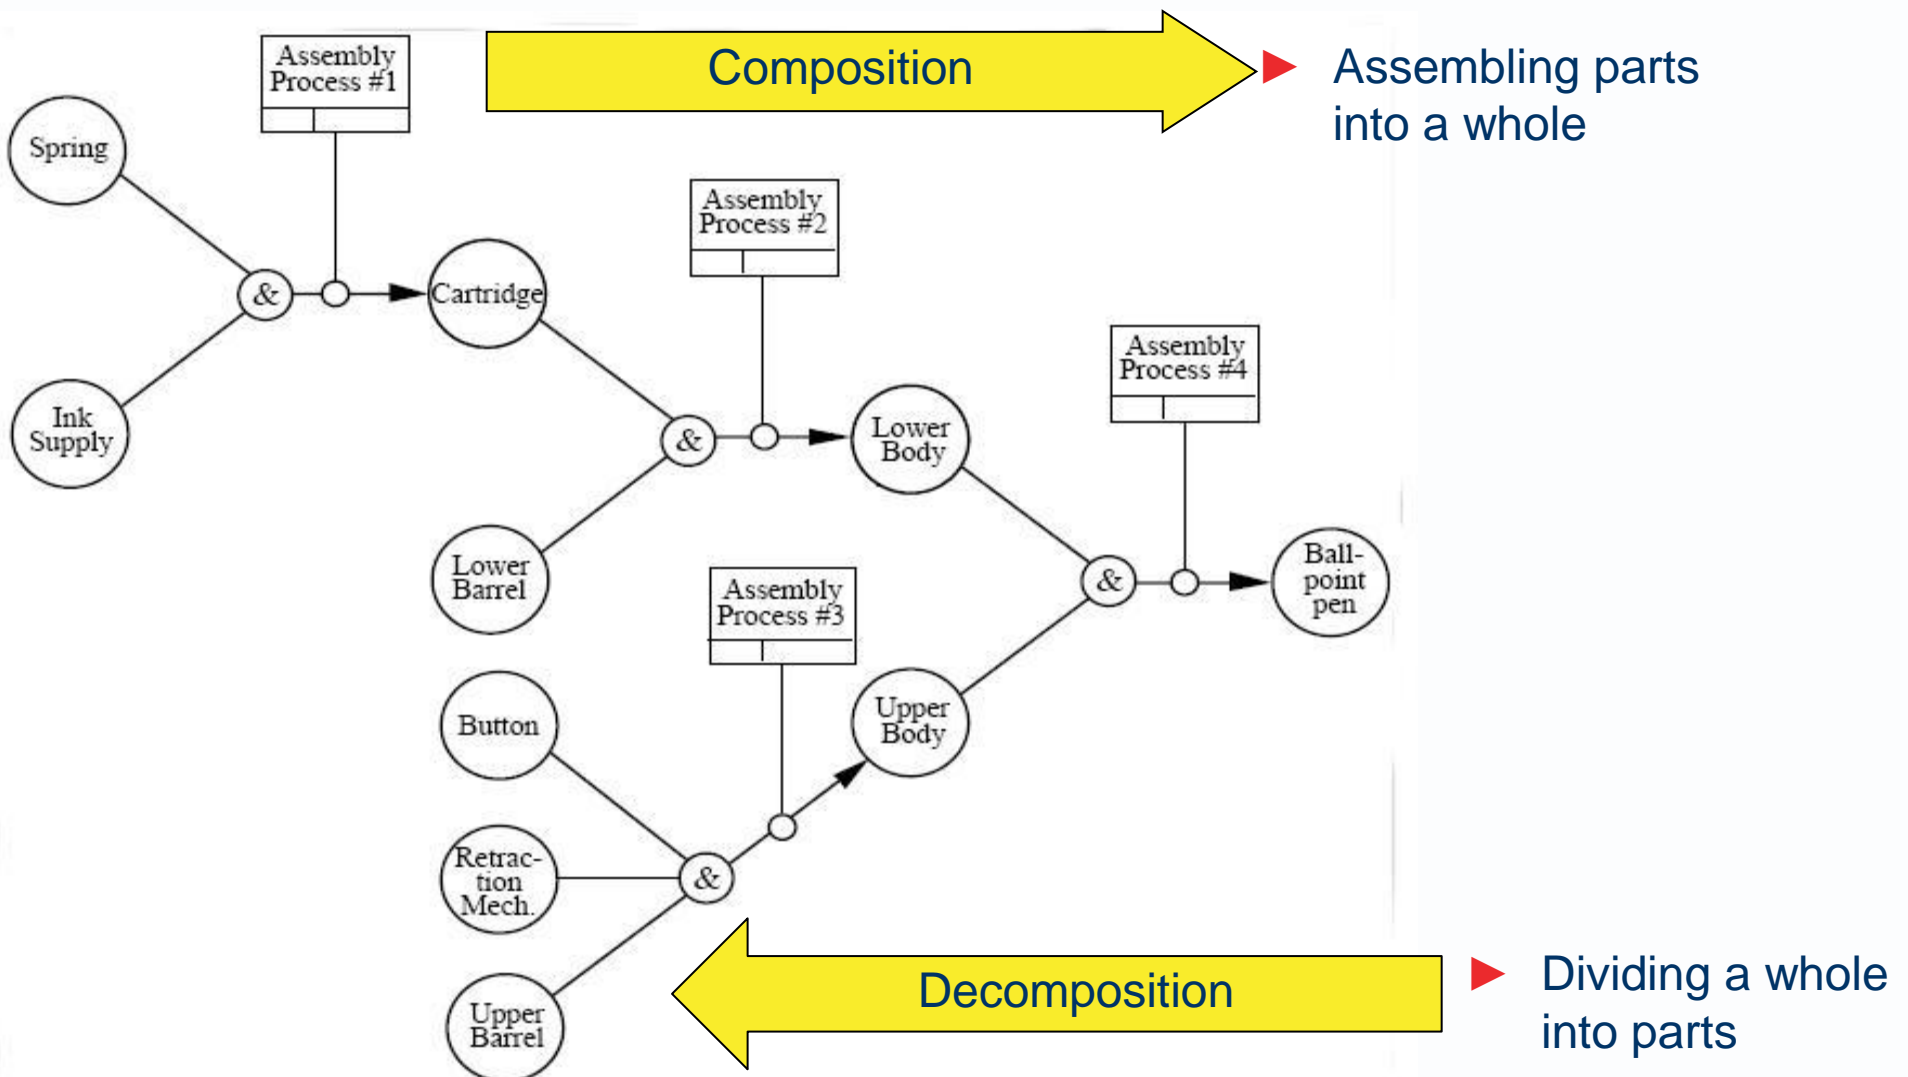 Assembly
Process #1
Composition
Assembling parts
into a whole
Spring
Assembly
Process #2
&
Cartridge
Assembly
Process #4
Ink
Supply
&
Lower
Body
Lower
Barrel
Assembly
Process #3
&
Ball-
point
pen
Button
Upper
Body
Retrac-
tion
Mech.
&
Decomposition
Dividing a whole
into parts
Upper
Barrel